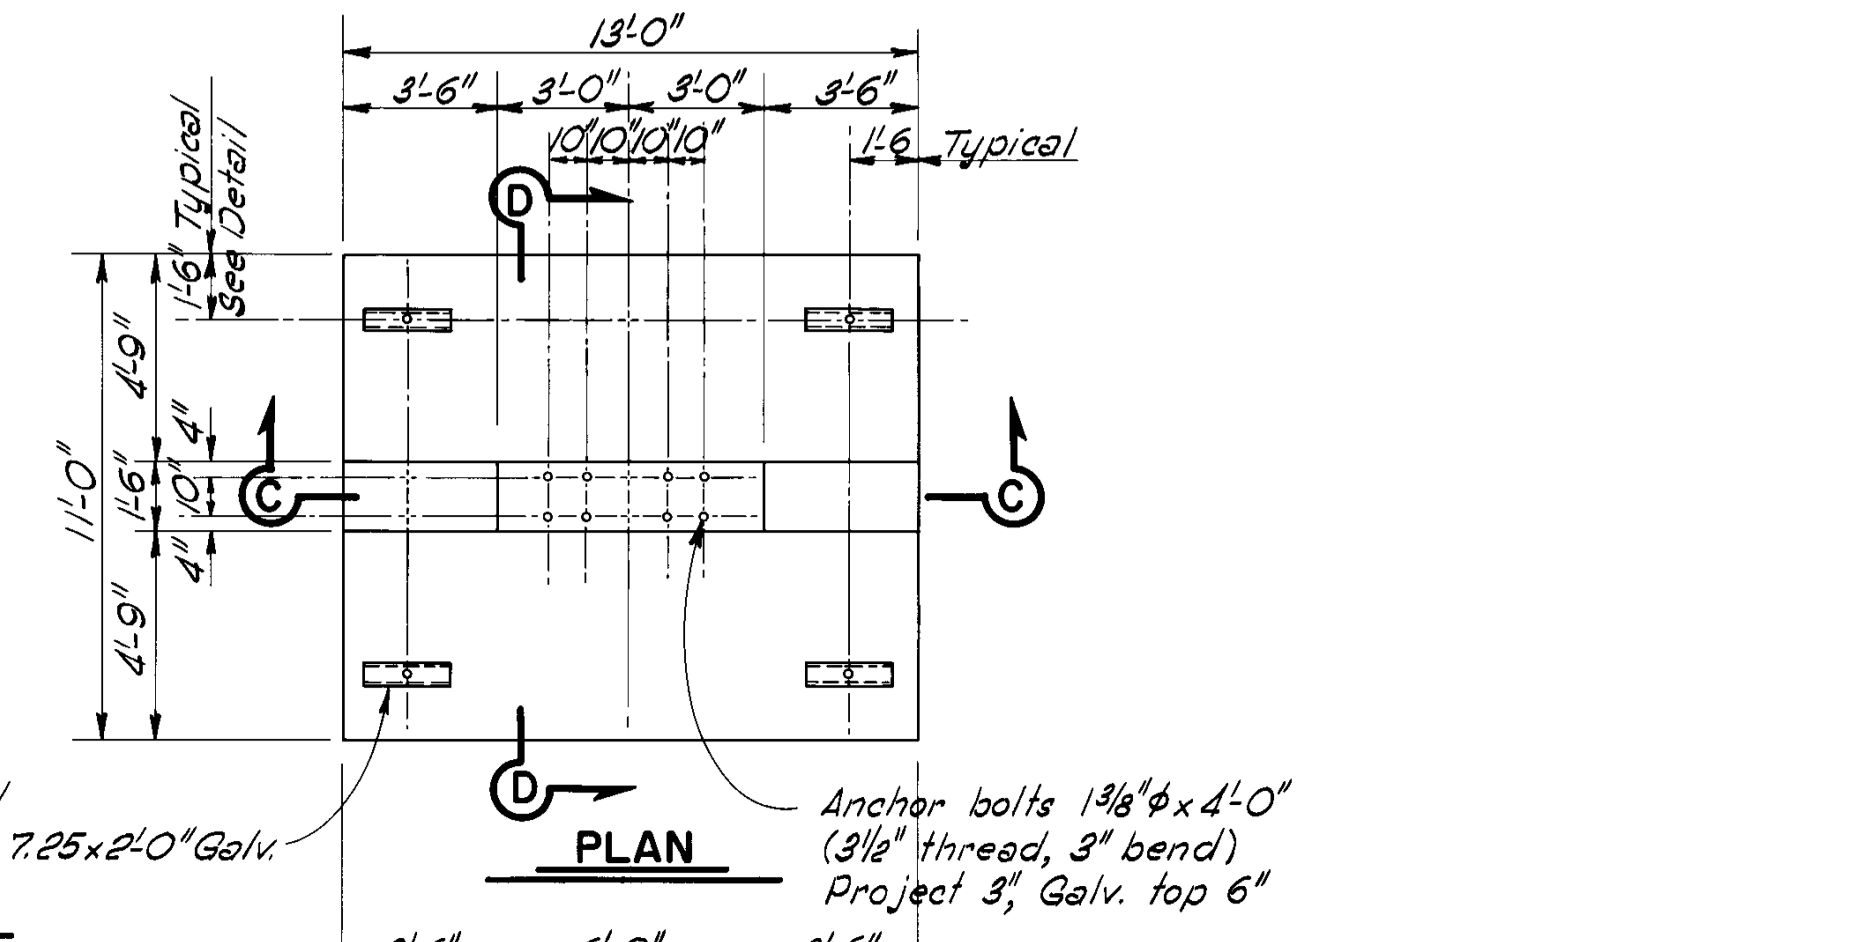 13'-0"
3'-6" 3'-0" 3'-0" 3'-6"
10" 10" 10" 10"
1'-6 Typical
1'-6" Typical
See Detail
D
4'-9"
4"
11'-0"
1'-6"
10"
C
C
4"
4'-9"
D
7.25x2'-0" Galv.
PLAN
Anchor bolts 1 3/8"ϕ x 4'-0"
(3 1/2" thread, 3" bend)
Project 3", Galv. top 6"